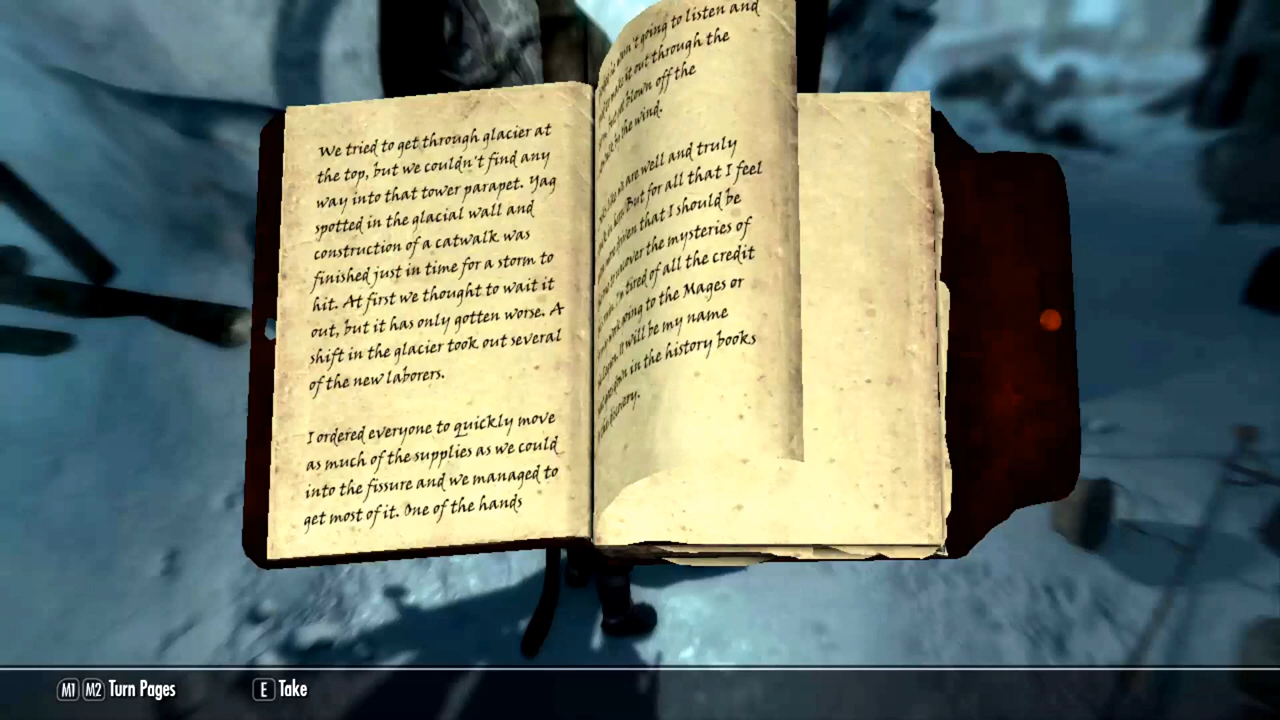 We tried to get through glacier at
the top, but we couldn't find any
way into that tower parapet. Yag
spotted in the glacial wall and
construction of a catwalk was
finished just in time for a storm to
hit. At first we thought to wait it
out, but it has only gotten worse. A
shift in the glacier took out several
of the new laborers.
I ordered everyone to quickly move
as much of the supplies as we could
into the fissure and we managed to
get most of it. One of the hands
going to listen and
it out through the
blown off the
the wind.
are well and truly
But for all that I feel
that I should be
the mysteries of
tired of all the credit
going to the Mages or
it will be my name
down in the history books
M1 M2 Turn Pages
E Take